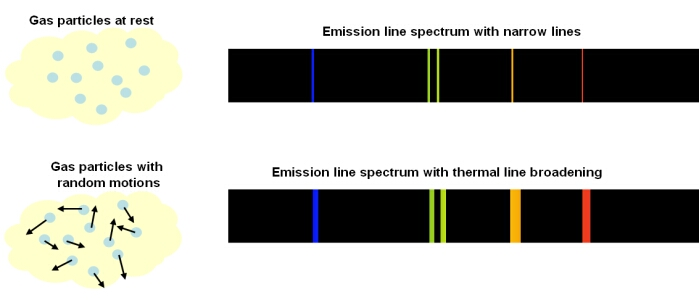 Gas particles at rest
Emission line spectrum with narrow lines
Gas particles with
random motions
Emission line spectrum with thermal line broadening